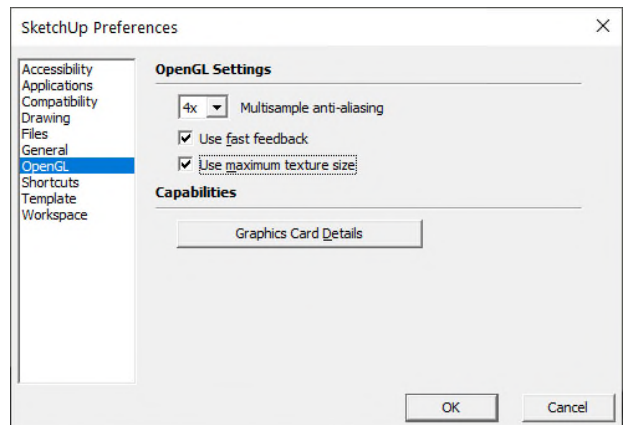 SketchUp Preferences
Accessibility
Applications
Compatibility
Drawing
Files
General
OpenGL
Shortcuts
Template
Workspace
OpenGL Settings
4x Multisample anti-aliasing
Use fast feedback
Use maximum texture size
Capabilities
Graphics Card Details
OK Cancel